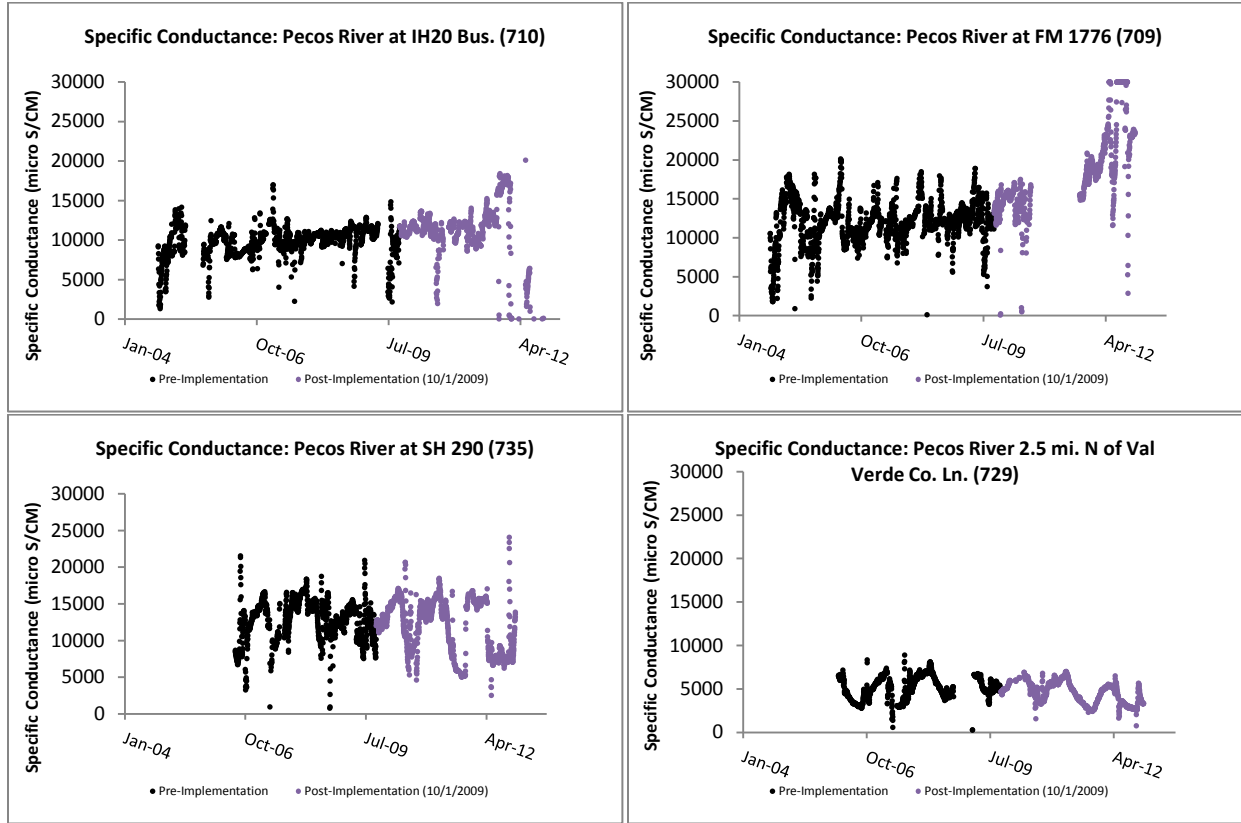 Specific Conductance: Pecos River at IH20 Bus. (710)
Specific Conductance (micro S/CM)
30000
25000
20000
15000
10000
5000
0
Jan-04
Oct-06
Jul-09
Apr-12
Pre-Implementation
Post-Implementation (10/1/2009)
Specific Conductance: Pecos River at FM 1776 (709)
Specific Conductance (micro S/CM)
30000
25000
20000
15000
10000
5000
0
Jan-04
Oct-06
Jul-09
Apr-12
Pre-Implementation
Post-Implementation (10/1/2009)
Specific Conductance: Pecos River at SH 290 (735)
Specific Conductance (micro S/CM)
30000
25000
20000
15000
10000
5000
0
Jan-04
Oct-06
Jul-09
Apr-12
Pre-Implementation
Post-Implementation (10/1/2009)
Specific Conductance: Pecos River 2.5 mi. N of Val
Verde Co. Ln. (729)
Specific Conductance (micro S/CM)
30000
25000
20000
15000
10000
5000
0
Jan-04
Oct-06
Jul-09
Apr-12
Pre-Implementation
Post-Implementation (10/1/2009)